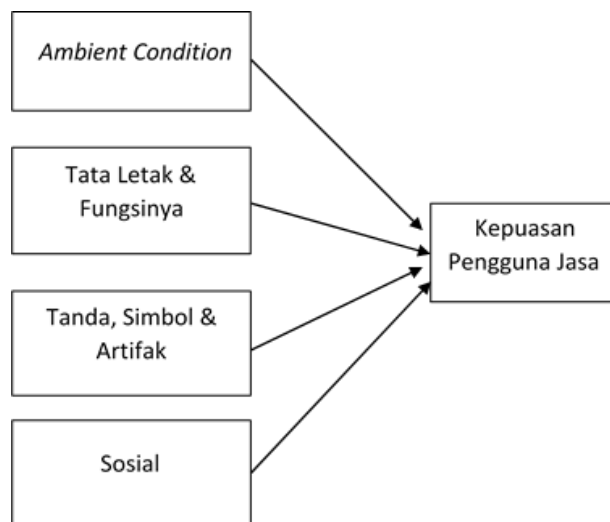 Ambient Condition
Tata Letak &
Fungsinya
Kepuasan
Pengguna Jasa
Tanda, Simbol &
Artifak
Sosial